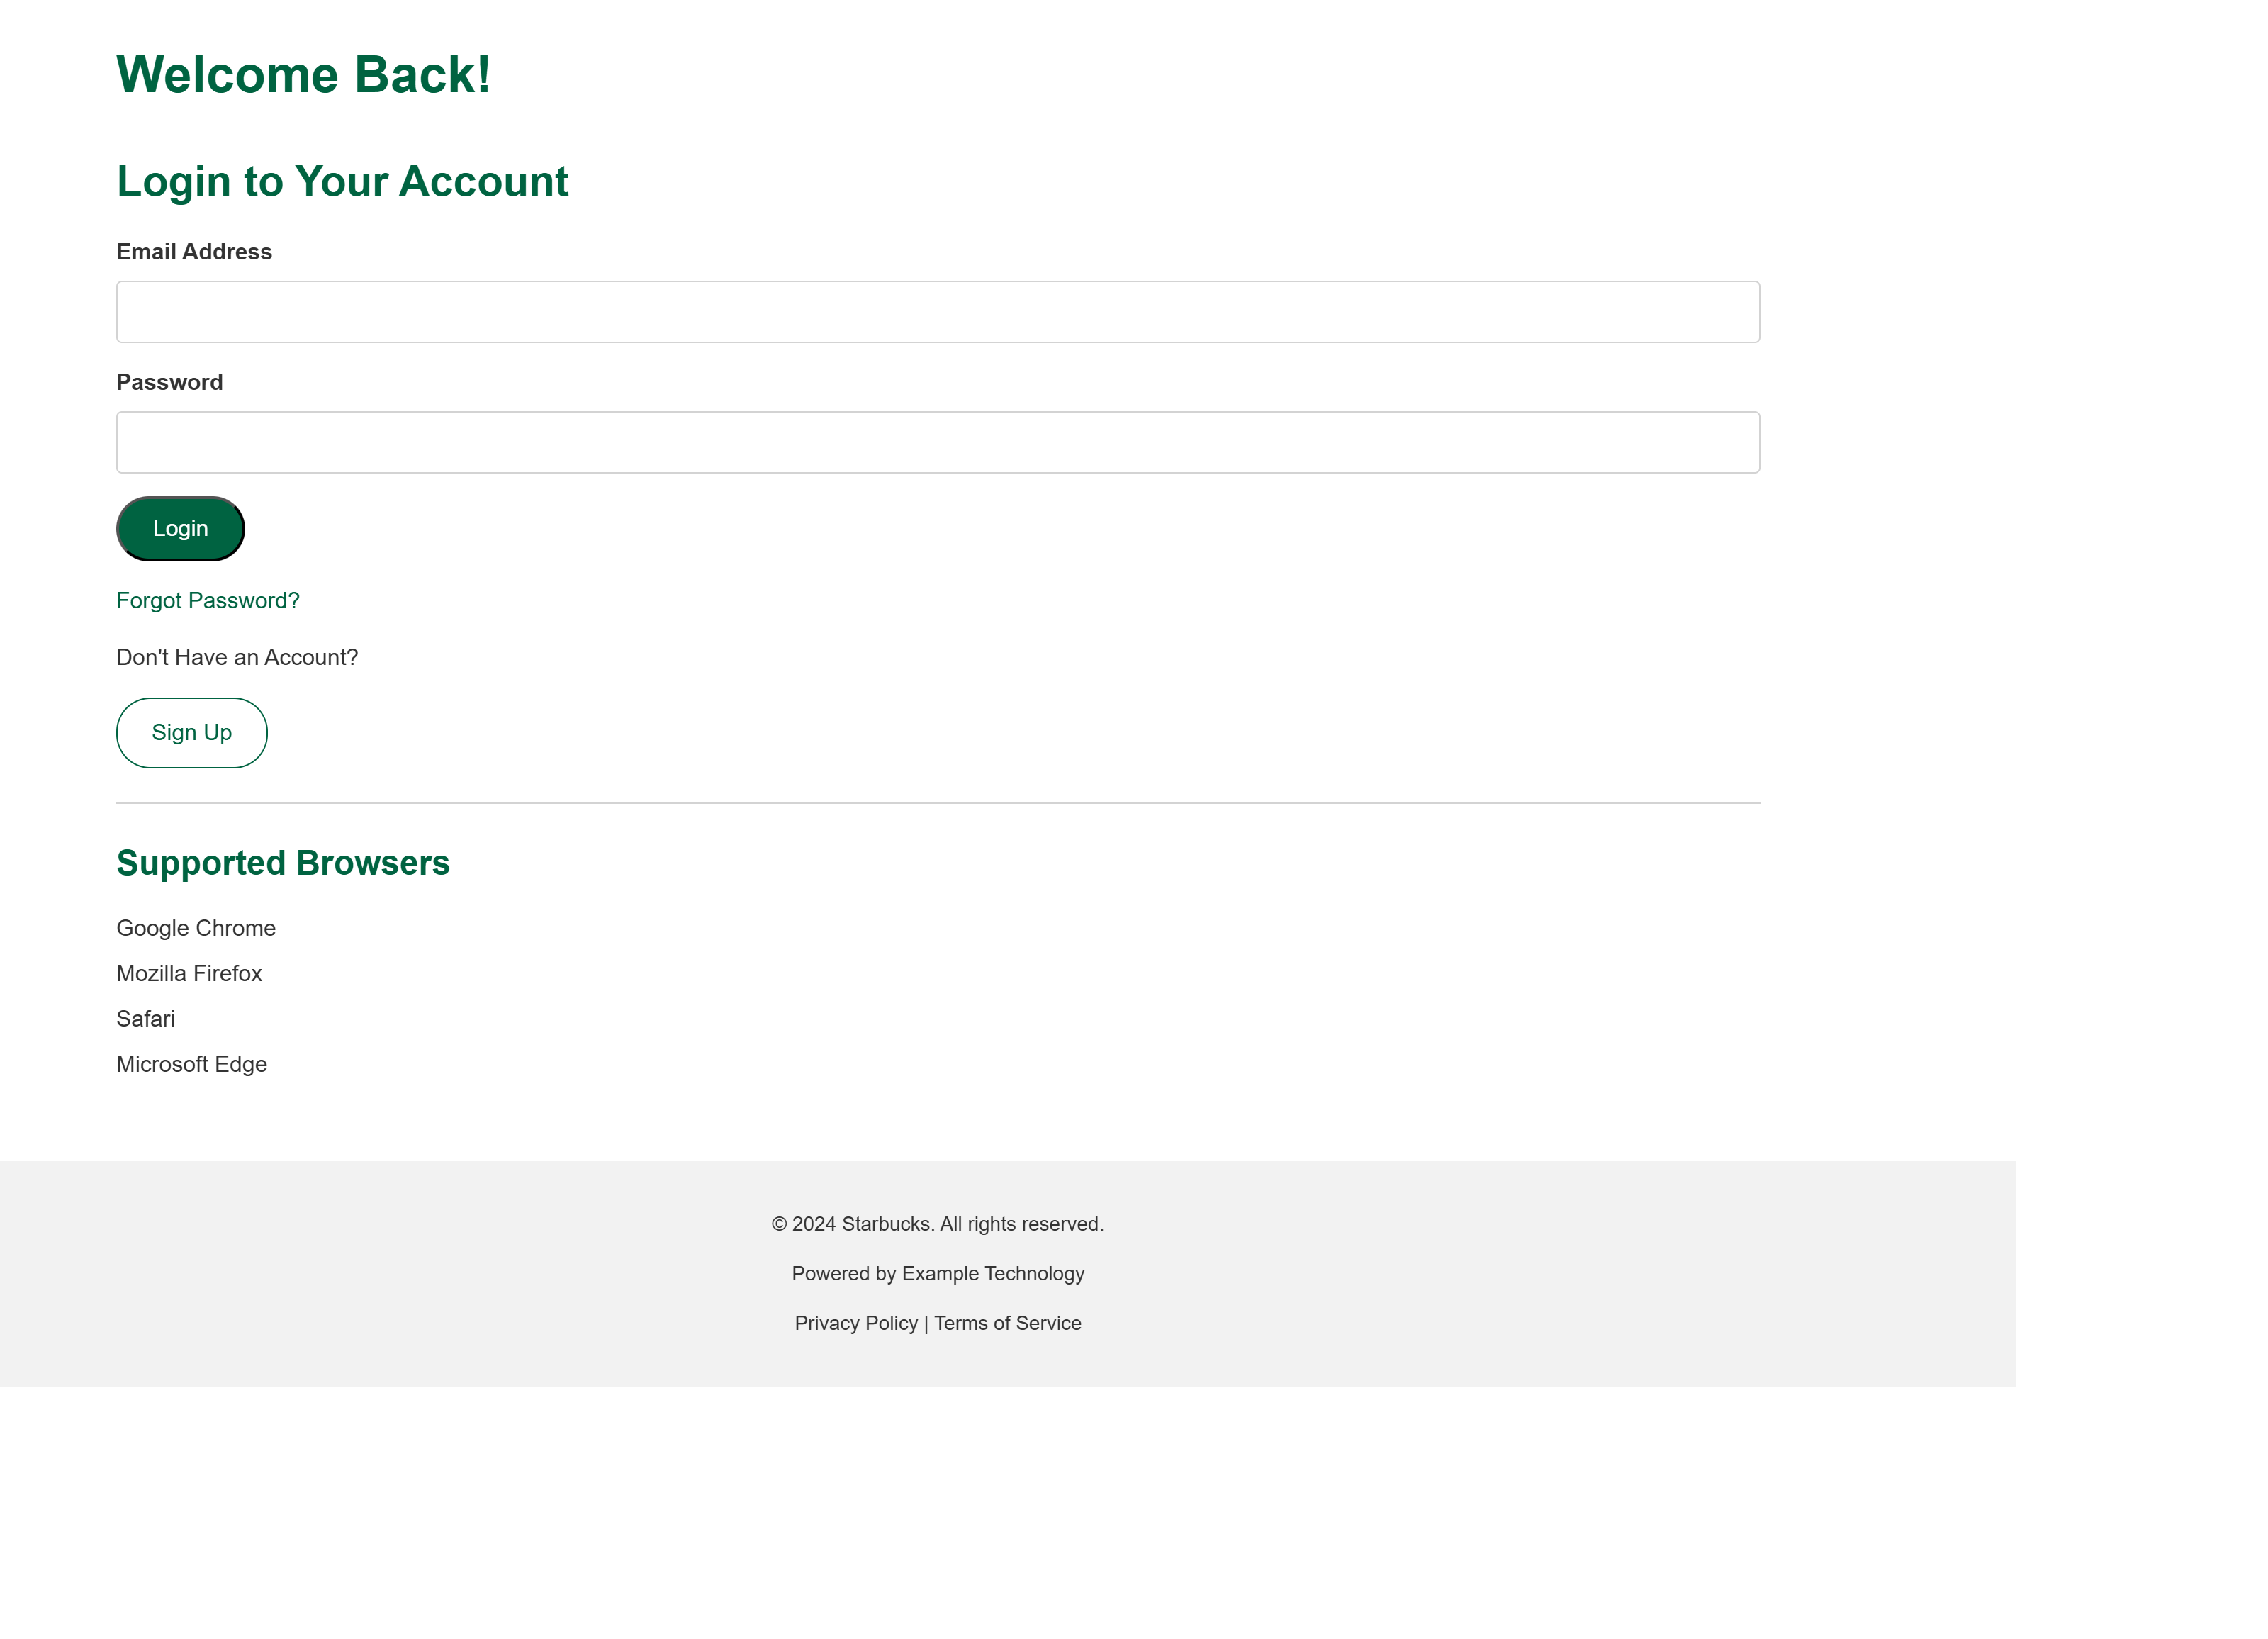 Welcome Back!
Login to Your Account
Email Address
Password
Login
Forgot Password?
Don't Have an Account?
Sign Up
Supported Browsers
Google Chrome
Mozilla Firefox
Safari
Microsoft Edge
© 2024 Starbucks. All rights reserved.
Powered by Example Technology
Privacy Policy | Terms of Service